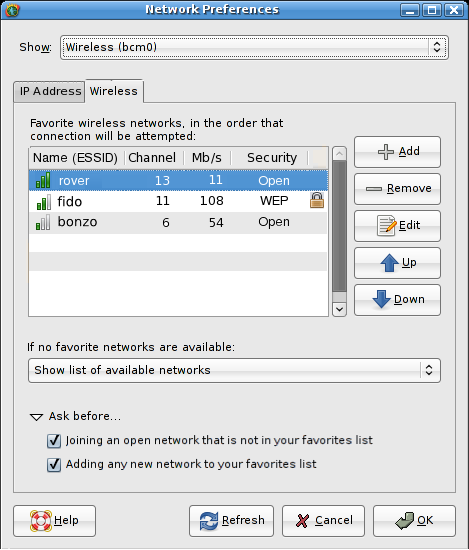 Network Preferences
Show: Wireless (bcm0)
IP Address Wireless
Favorite wireless networks, in the order that
connection will be attempted:
Name (ESSID) Channel Mb/s Security
rover 13 11 Open
fido 11 108 WEP
bonzo 6 54 Open
Add
Remove
Edit
Up
Down
If no favorite networks are available:
Show list of available networks
Ask before...
Joining an open network that is not in your favorites list
Adding any new network to your favorites list
Help Refresh Cancel OK